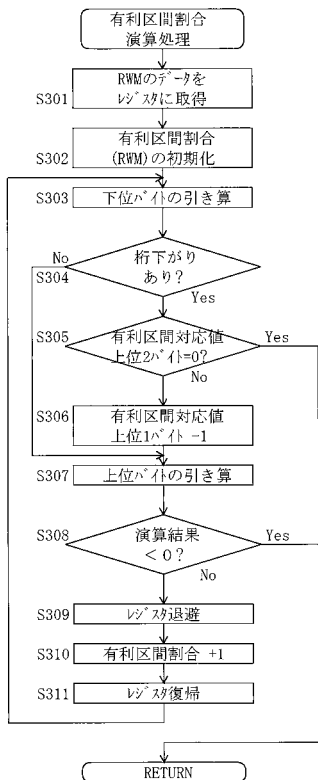 有利区間割合
演算処理
RWMのデータを
レジスタに取得
S301
有利区間割合
(RWM)の初期化
S302
S303
下位バイトの引き算
No
S304
桁下がり
あり?
Yes
S305
有利区間対応値
上位2バイト=0?
Yes
No
S306
有利区間対応値
上位1バイト -1
S307
上位バイトの引き算
S308
演算結果
<0?
Yes
No
S309
レジスタ退避
S310
有利区間割合 +1
S311
レジスタ復帰
RETURN